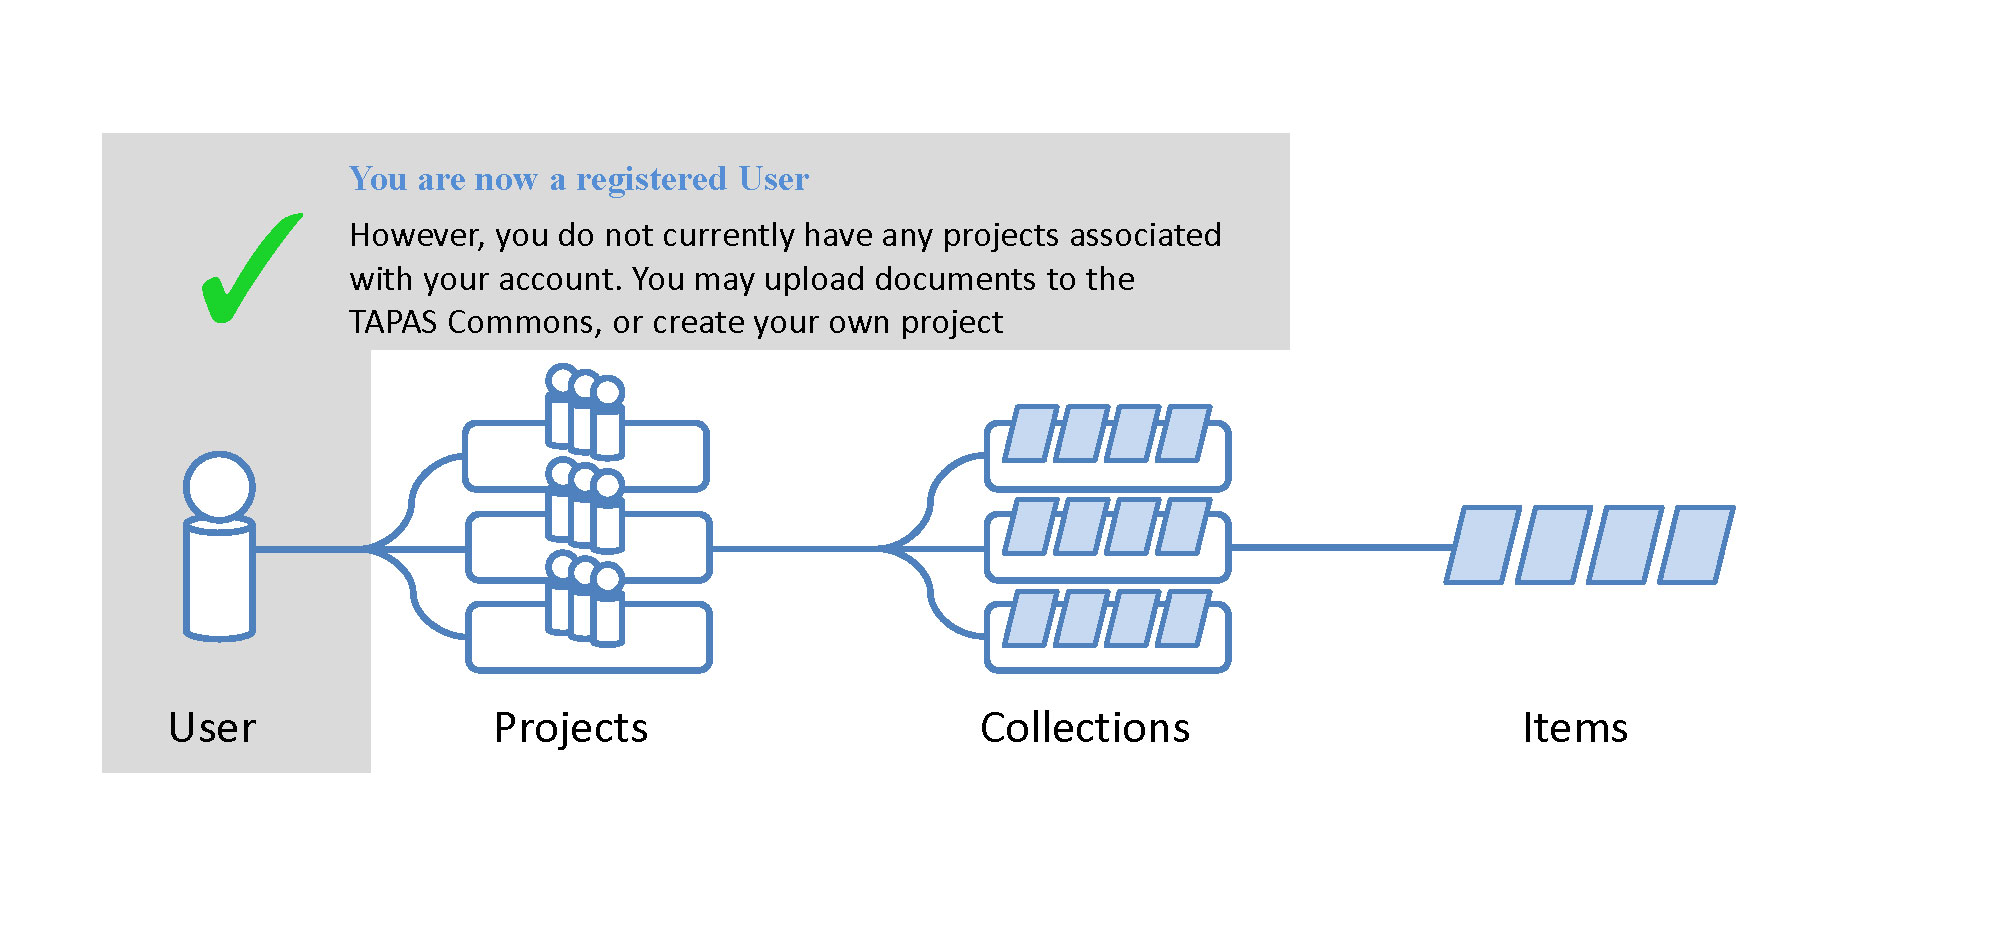 You are now a registered User
However, you do not currently have any projects associated
with your account. You may upload documents to the
TAPAS Commons, or create your own project
User
Projects
Collections
Items